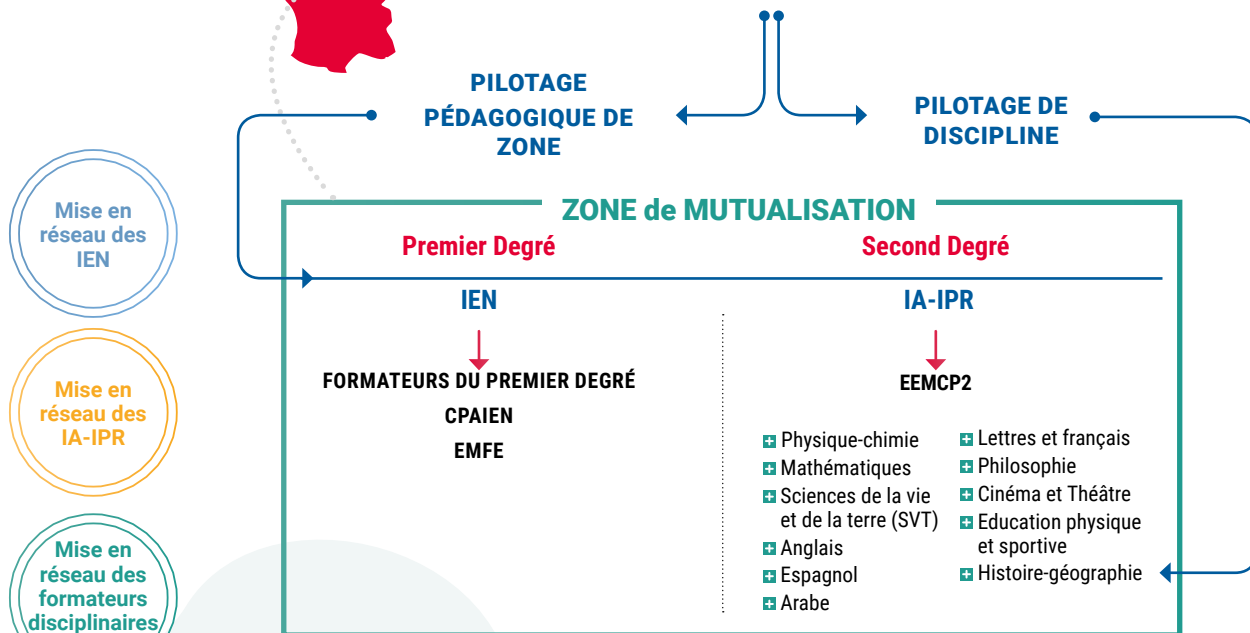 PILOTAGE
PÉDAGOGIQUE DE
ZONE
PILOTAGE DE
DISCIPLINE
Mise en
réseau des
IEN
Mise en
réseau des
IA-IPR
Mise en
réseau des
formateurs
disciplinaires
ZONE de MUTUALISATION
Premier Degré
IEN
FORMATEURS DU PREMIER DEGRÉ
CPAIEN
EMFE
Second Degré
IA-IPR
EEMCP2
Physique-chimie
Mathématiques
Sciences de la vie
et de la terre (SVT)
Anglais
Espagnol
Arabe
Lettres et français
Philosophie
Cinéma et Théâtre
Education physique
et sportive
Histoire-géographie